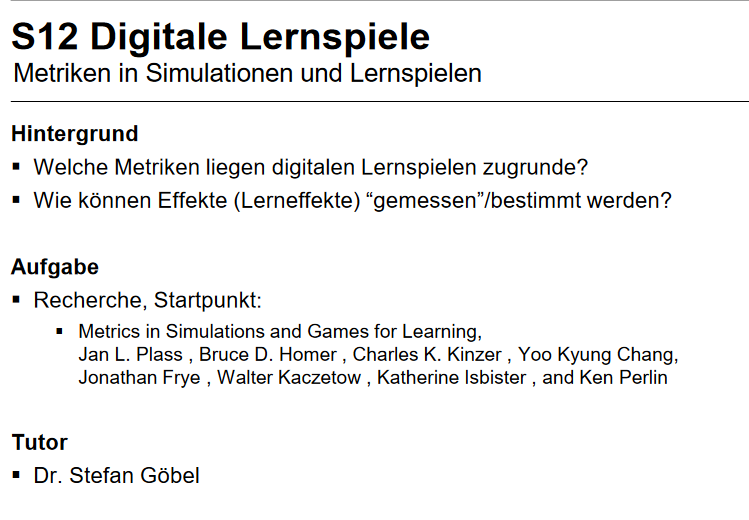 S12 Digitale Lernspiele
Metriken in Simulationen und Lernspielen
Hintergrund
▪ Welche Metriken liegen digitalen Lernspielen zugrunde?
▪ Wie können Effekte (Lerneffekte) “gemessen”/bestimmt werden?
Aufgabe
▪ Recherche, Startpunkt:
▪ Metrics in Simulations and Games for Learning,
Jan L. Plass , Bruce D. Homer , Charles K. Kinzer , Yoo Kyung Chang,
Jonathan Frye , Walter Kaczetow , Katherine Isbister , and Ken Perlin
Tutor
▪ Dr. Stefan Göbel